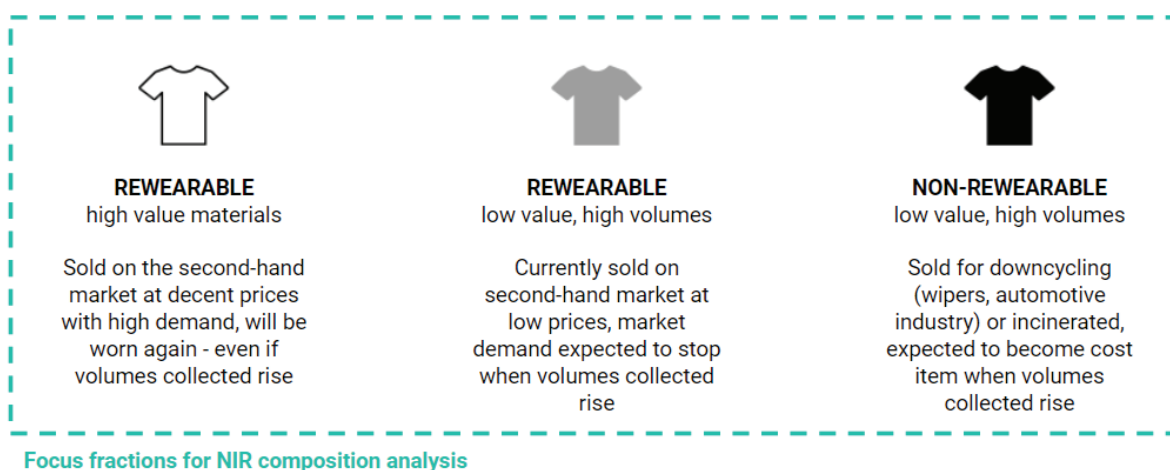 REWEARABLE
high value materials
Sold on the second-hand
market at decent prices
with high demand, will be
worn again - even if
volumes collected rise
REWEARABLE
low value, high volumes
Currently sold on
second-hand market at
low prices, market
demand expected to stop
when volumes collected
rise
NON-REWEARABLE
low value, high volumes
Sold for downcycling
(wipers, automotive
industry) or incinerated,
expected to become cost
item when volumes
collected rise
Focus fractions for NIR composition analysis